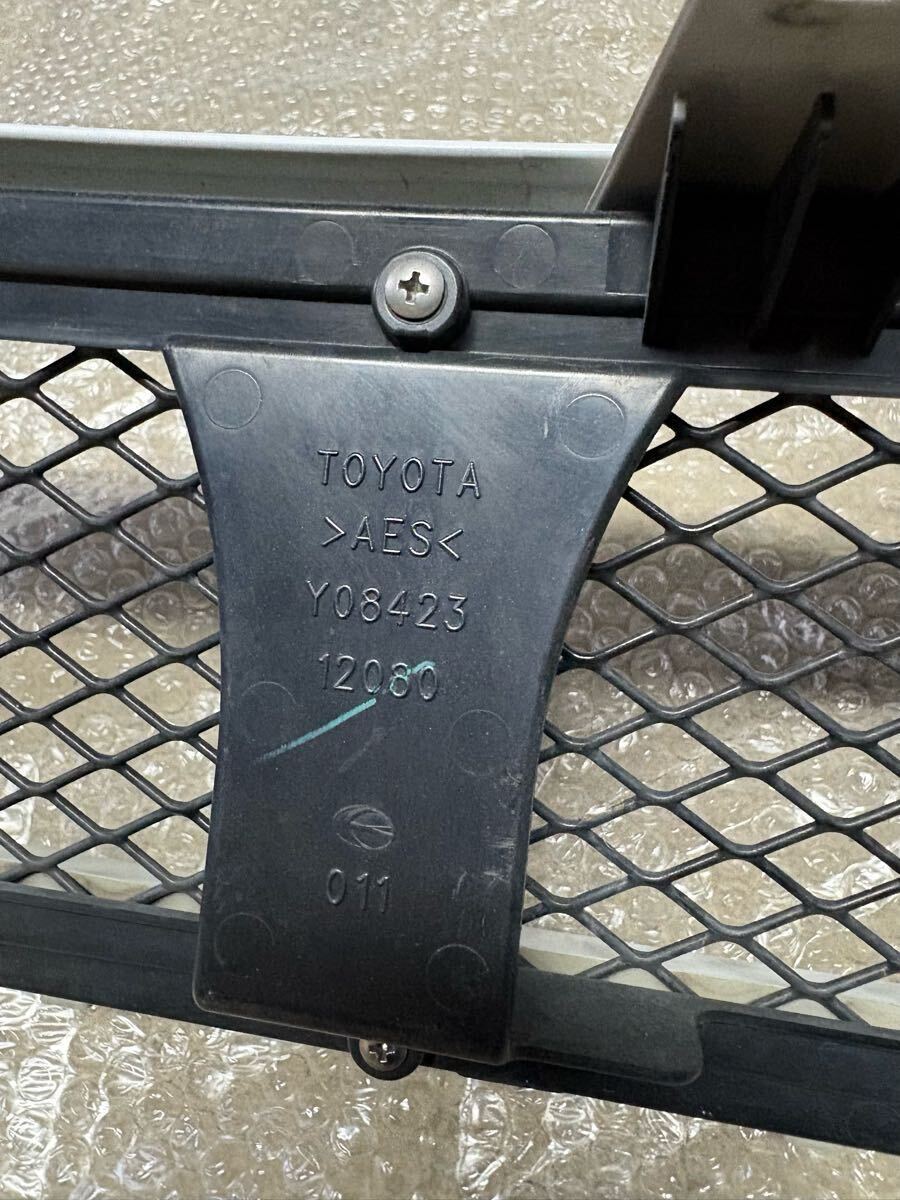 TOYOTA
>AES<
Y08423
12080
011